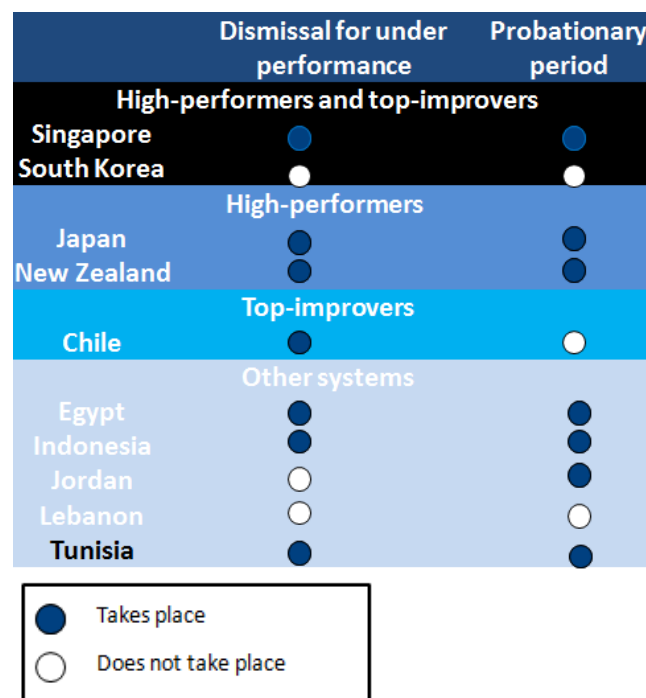 Dismissal for under performance Probationary period
High-performers and top-improvers
Singapore
South Korea
High-performers
Japan
New Zealand
Top-improvers
Chile
Other systems
Egypt
Indonesia
Jordan
Lebanon
Tunisia
Takes place
Does not take place